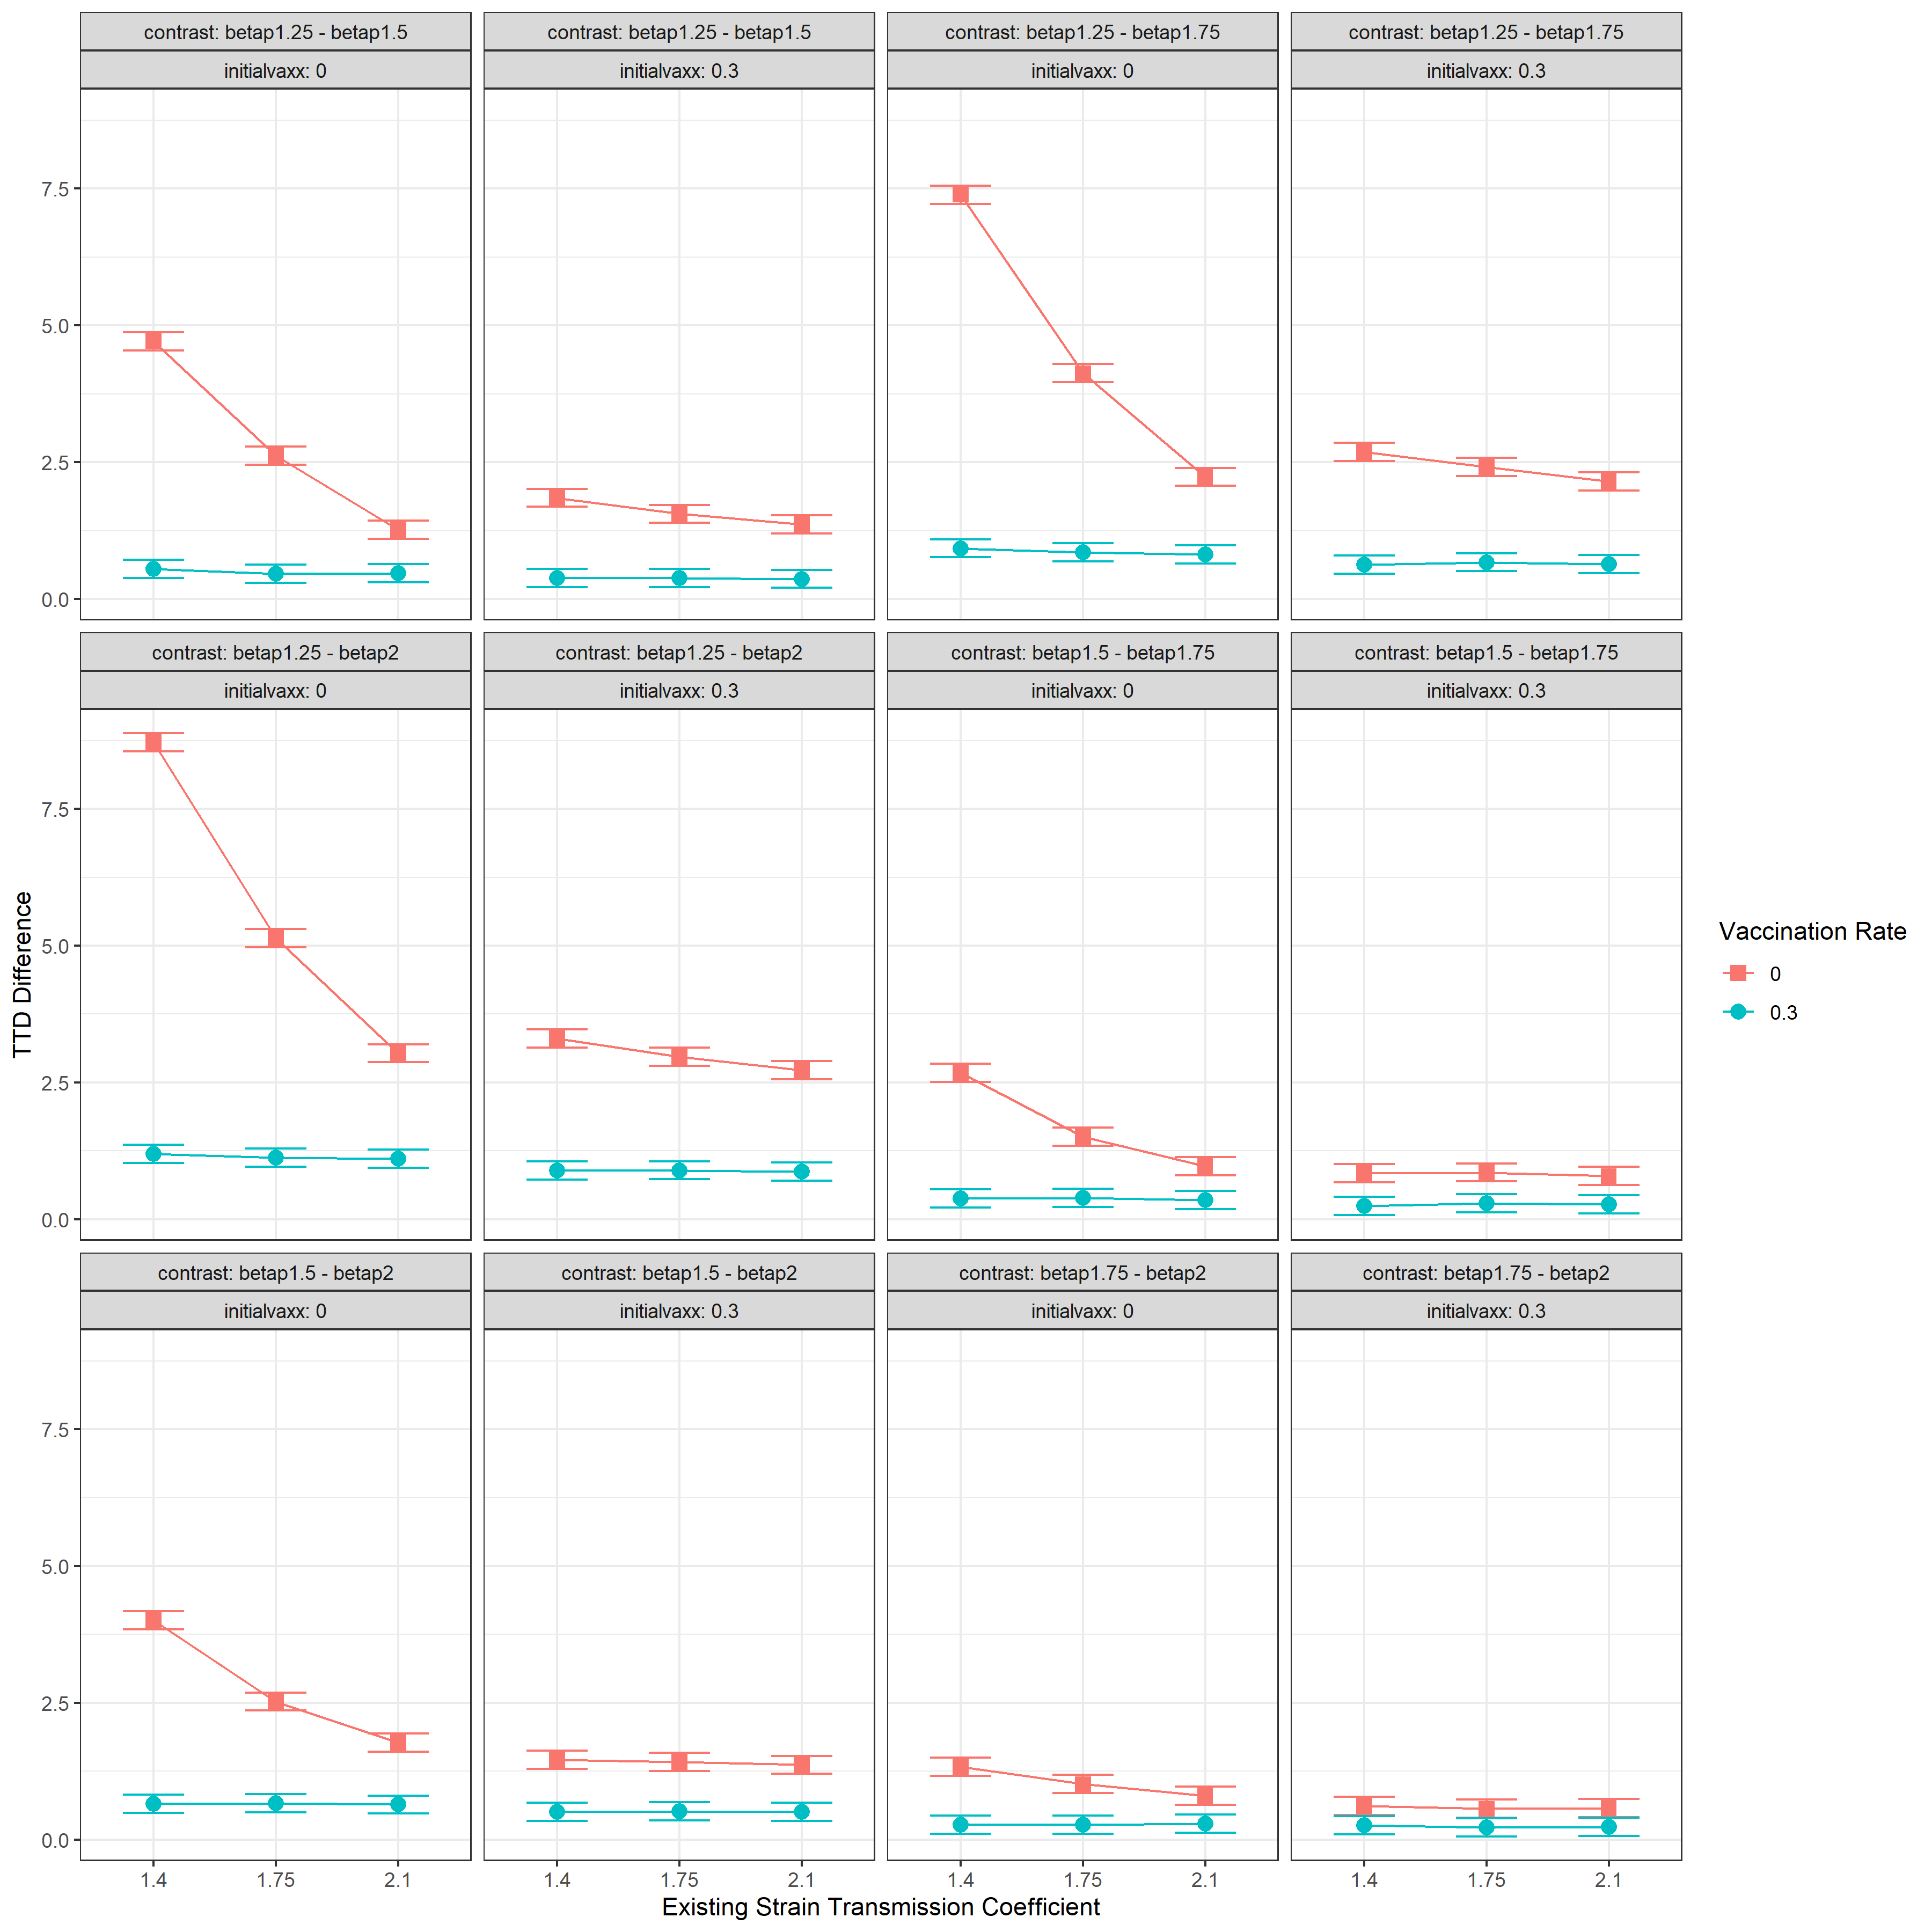 contrast: betap1.25 - betap1.5
contrast: betap1.25 - betap1.5
contrast: betap1.25 - betap1.75
contrast: betap1.25 - betap1.75
initialvaxx: 0
initialvaxx: 0.3
initialvaxx: 0
initialvaxx: 0.3
7.5
5.0
2.5
0.0
contrast: betap1.25 - betap2
contrast: betap1.25 - betap2
contrast: betap1.5 - betap1.75
contrast: betap1.5 - betap1.75
initialvaxx: 0
initialvaxx: 0.3
initialvaxx: 0
initialvaxx: 0.3
7.5
5.0
2.5
0.0
TTD Difference
contrast: betap1.5 - betap2
contrast: betap1.5 - betap2
contrast: betap1.75 - betap2
contrast: betap1.75 - betap2
initialvaxx: 0
initialvaxx: 0.3
initialvaxx: 0
initialvaxx: 0.3
7.5
5.0
2.5
0.0
1.4 1.75 2.1
1.4 1.75 2.1
1.4 1.75 2.1
1.4 1.75 2.1
Existing Strain Transmission Coefficient
Vaccination Rate
0
0.3